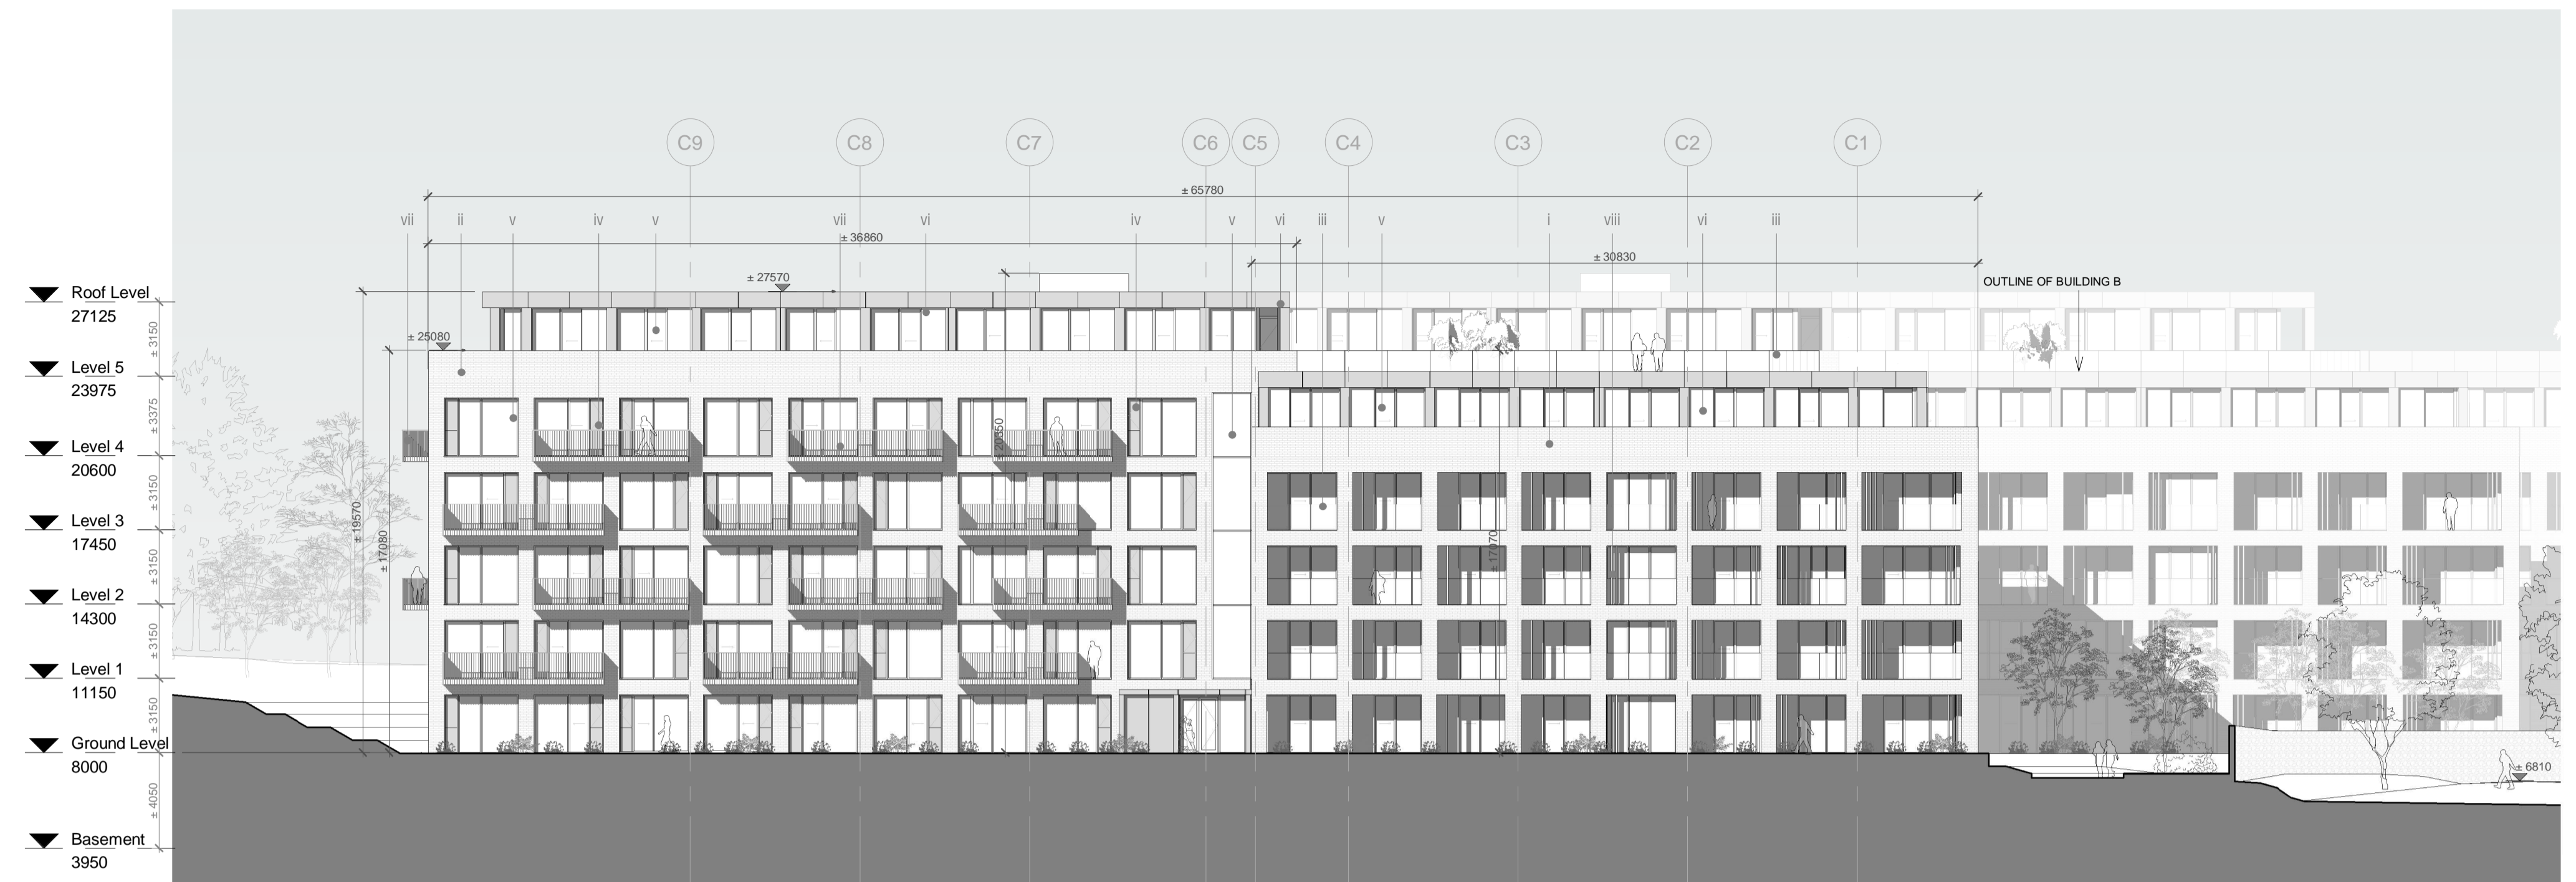 C9 C8 C7 C6 C5 C4 C3 C2 C1
± 65780
vii ii v iv v vii vi iv v vi iii v i viii vi iii
± 36860
± 30830
± 27570
OUTLINE OF BUILDING B
Roof Level
27125
± 3150
± 25080
Level 5
23975
± 3375
Level 4
20600
± 20350
± 3150
Level 3
17450
± 19570
± 17080
± 17070
± 3150
Level 2
14300
± 3150
Level 1
11150
± 3150
Ground Level
8000
± 6810
± 4050
Basement
3950